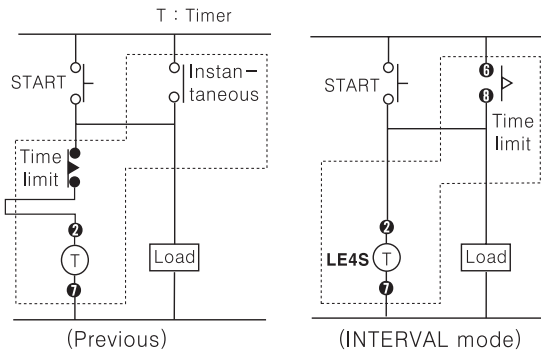 T : Timer
START
Instan-
taneous
Time
limit
2
T
7
Load
(Previous)
START
6
8
Time
limit
2
LE4S
T
7
Load
(INTERVAL mode)